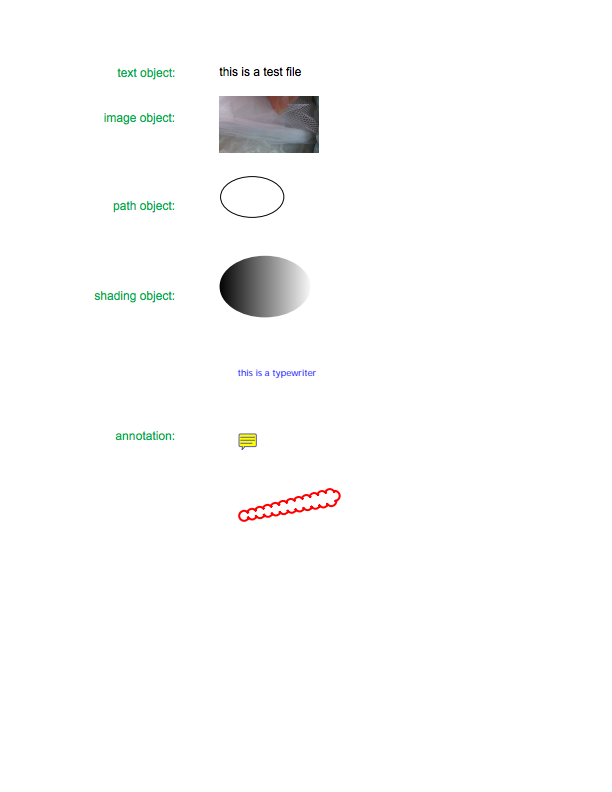 text object: this is a test file
image object:
path object:
shading object:
this is a typewriter
annotation: